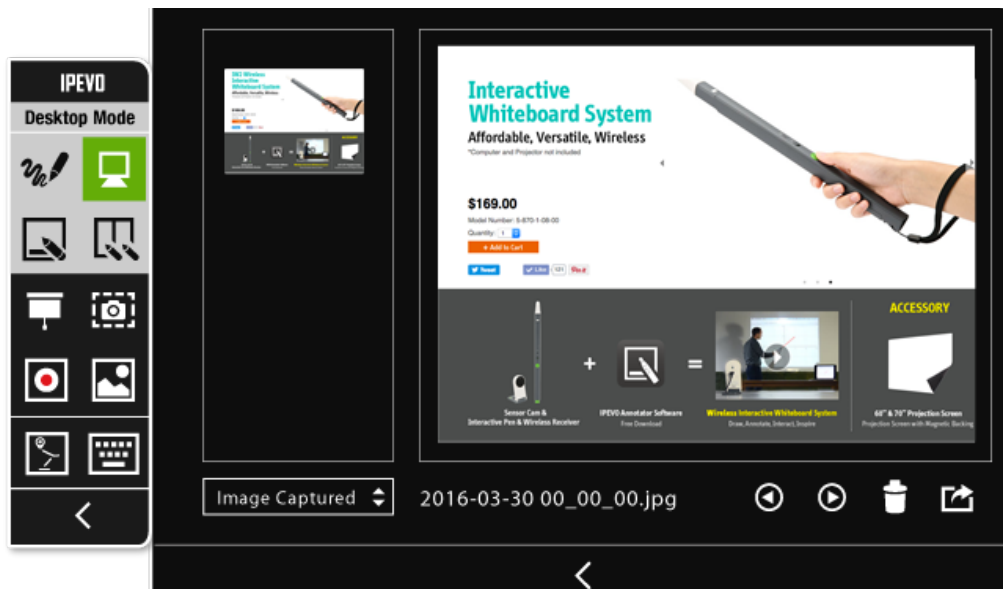 IPEVO
Desktop Mode
Interactive
Whiteboard System
Affordable, Versatile, Wireless
*Computer and Projector not included
$169.00
Model Number: 5-870-1-08-00
Quantity: 1
+ Add to Cart
Tweet
Like
Pin it
ACCESSORY
+
=
Sensor Cam &
Interactive Pen & Wireless Receiver
IPEVO Annotator Software
Free Download
Wireless Interactive Whiteboard System
Draw, Annotate, Interact, Inspire
60" & 70" Projection Screen
Projection Screen with Magnetic Backing
Image Captured
2016-03-30 00_00_00.jpg